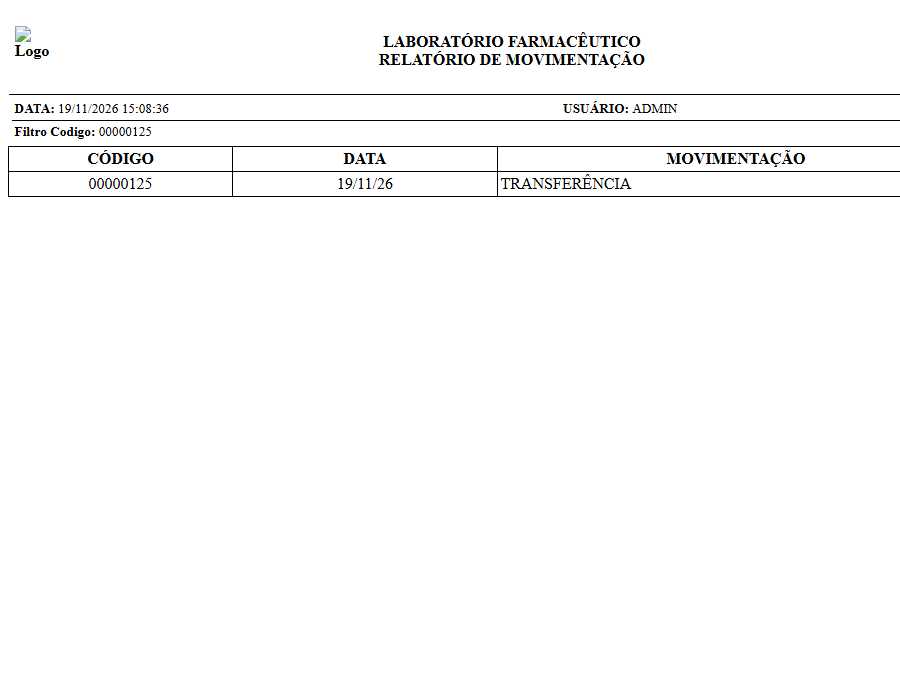 Logo
LABORATÓRIO FARMACÊUTICO
RELATÓRIO DE MOVIMENTAÇÃO
DATA: 19/11/2026 15:08:36 USUÁRIO: ADMIN
Filtro Codigo: 00000125
CÓDIGO DATA MOVIMENTAÇÃO
00000125 19/11/26 TRANSFERÊNCIA